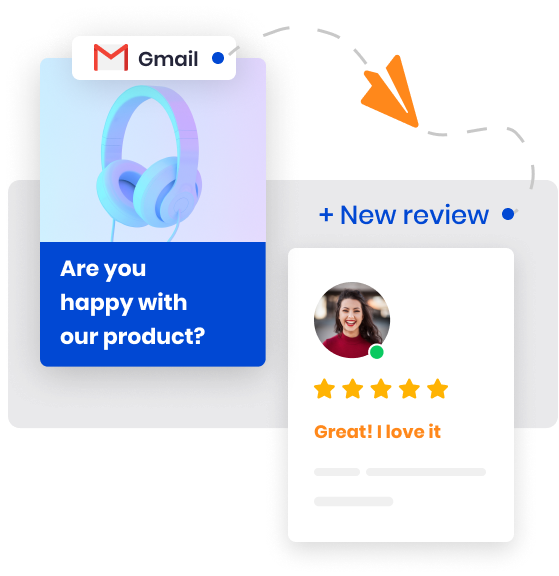 Gmail
Are you
happy with
our product?
+ New review
Great! I love it